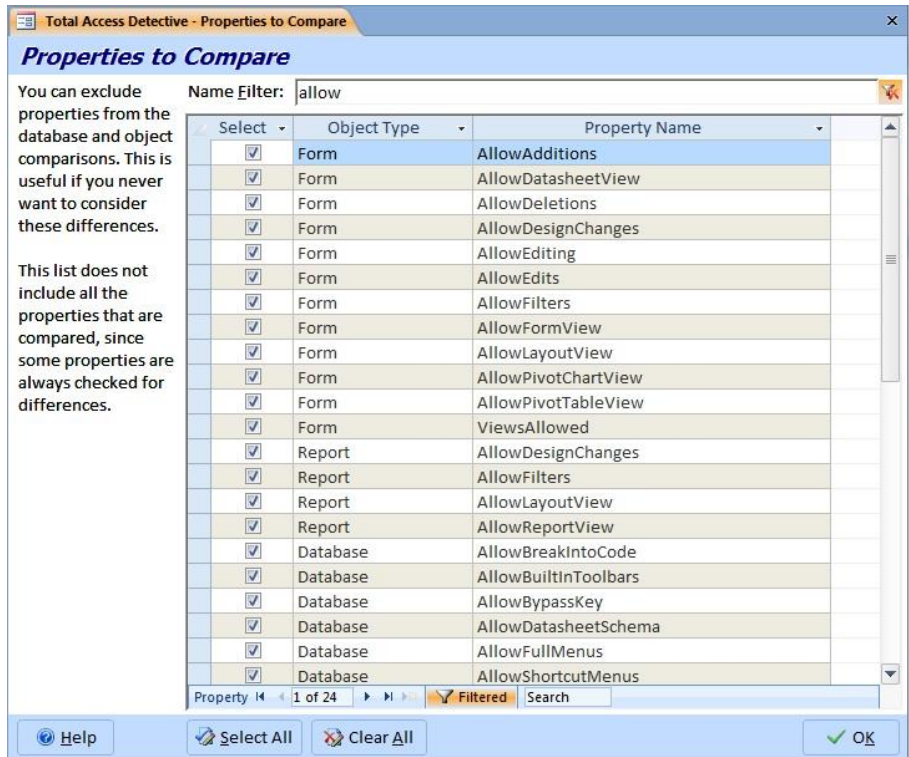 Total Access Detective - Properties to Compare
Properties to Compare
You can exclude
properties from the
database and object
comparisons. This is
useful if you never
want to consider
these differences.
This list does not
include all the
properties that are
compared, since
some properties are
always checked for
differences.
Name Filter: allow
Select Object Type Property Name
Form AllowAdditions
Form AllowDatasheetView
Form AllowDeletions
Form AllowDesignChanges
Form AllowEditing
Form AllowEdits
Form AllowFilters
Form AllowFormView
Form AllowLayoutView
Form AllowPivotChartView
Form AllowPivotTableView
Form ViewsAllowed
Report AllowDesignChanges
Report AllowFilters
Report AllowLayoutView
Report AllowReportView
Database AllowBreakIntoCode
Database AllowBuiltInToolbars
Database AllowBypassKey
Database AllowDatasheetSchema
Database AllowFullMenus
Database AllowShortcutMenus
Property 1 of 24 Filtered Search
Help Select All Clear All OK